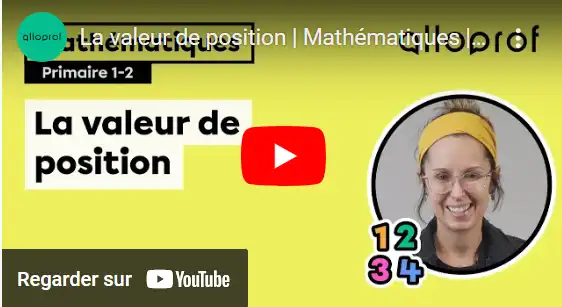 alloprof
La valeur de position | Mathématiques |...
Mathématiques
alloprof
Primaire 1-2
La valeur de
position
1 2
3 4
Regarder sur YouTube